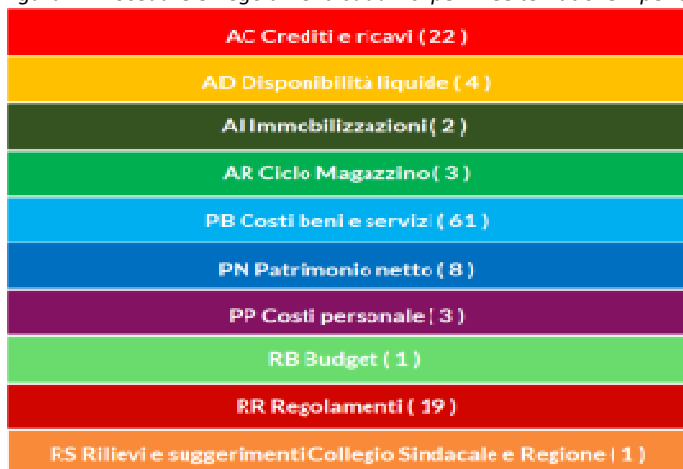 AC Crediti e ricavi ( 22 )
AD Disponibilità liquide ( 4 )
AI Immobilizzazioni ( 2 )
AR Ciclo Magazzino ( 3 )
PB Costi beni e servizi ( 61 )
PN Patrimonio netto ( 8 )
PP Costi personale ( 3 )
RB Budget ( 1 )
RR Regolamenti ( 19 )
RS Rilievi e suggerimenti Collegio Sindacale e Regione ( 1 )